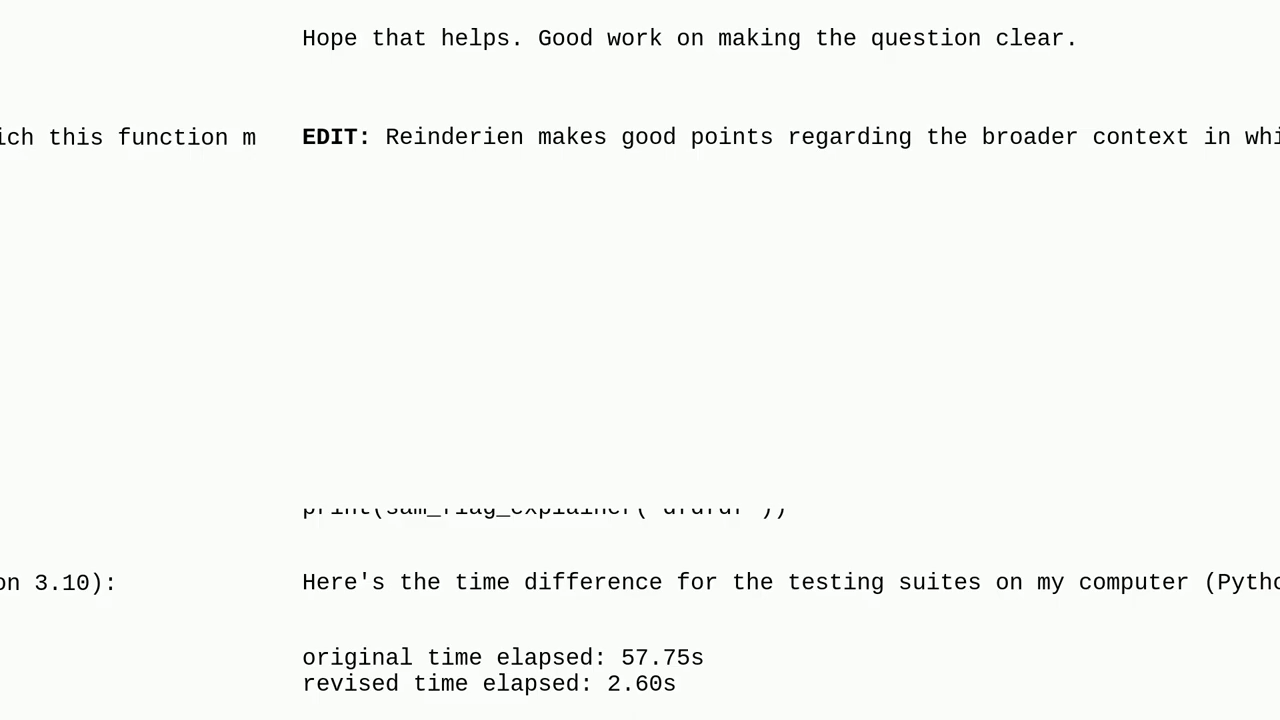 Hope that helps. Good work on making the question clear.
ich this function m
EDIT: Reinderien makes good points regarding the broader context in whi
print(sam_flag_explainer(
on 3.10):
Here's the time difference for the testing suites on my computer (Pytho
original time elapsed: 57.75s
revised time elapsed: 2.60s